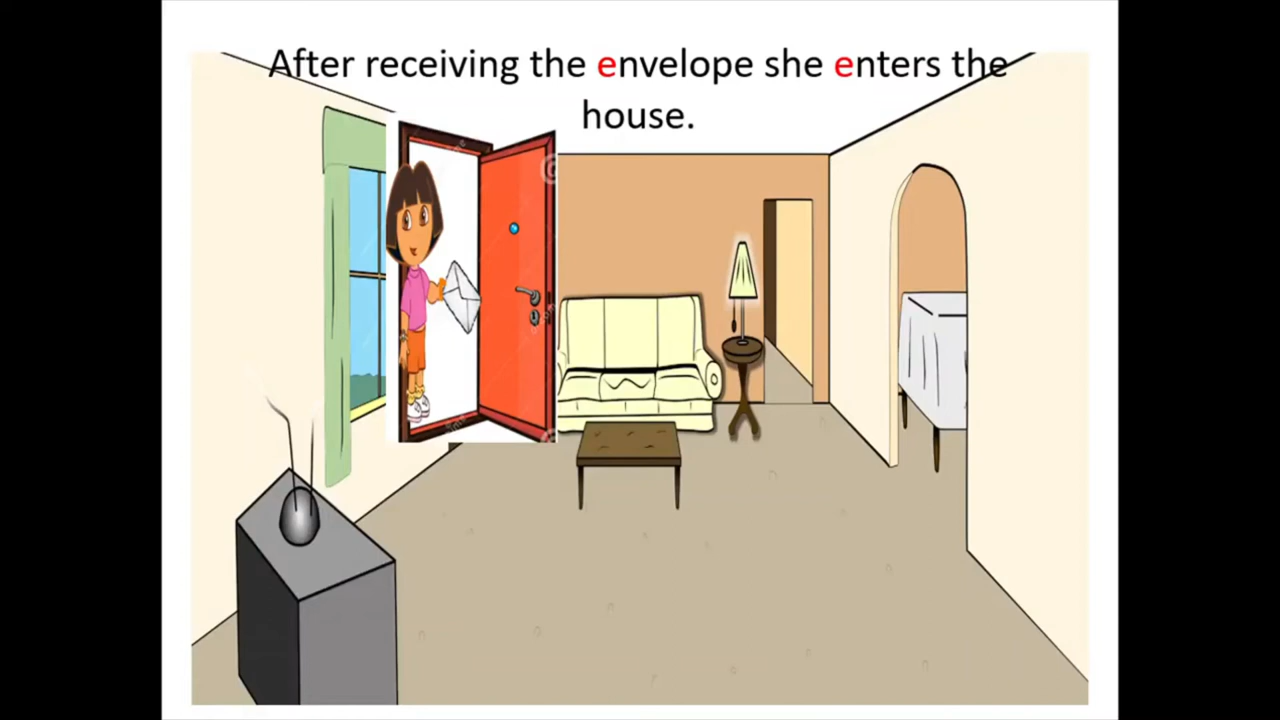 After receiving the envelope she enters the
house.